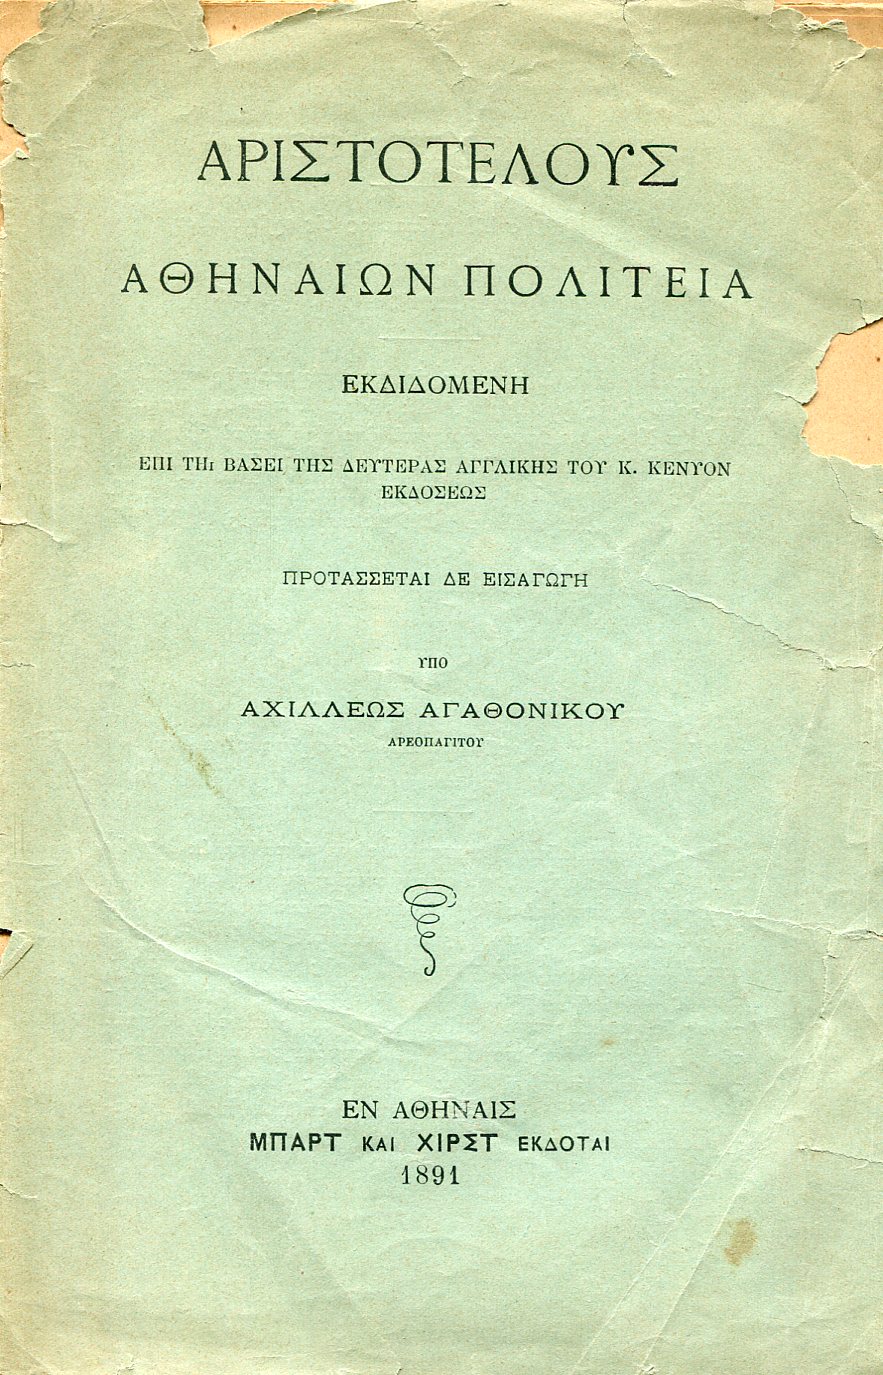 ΑΡΙΣΤΟΤΕΛΟΥΣ
ΑΘΗΝΑΙΩΝ ΠΟΛΙΤΕΙΑ
ΕΚΔΙΔΟΜΕΝΗ
ΕΠΙ ΤΗι ΒΑΣΕΙ ΤΗΣ ΔΕΥΤΕΡΑΣ ΑΓΓΛΙΚΗΣ ΤΟΥ Κ. ΚΕΝΥΟΝ
ΕΚΔΟΣΕΩΣ
ΠΡΟΤΑΣΣΕΤΑΙ ΔΕ ΕΙΣΑΓΩΓΗ
ΥΠΟ
ΑΧΙΛΛΕΩΣ ΑΓΑΘΟΝΙΚΟΥ
ΑΡΕΟΠΑΓΙΤΟΥ
ΕΝ ΑΘΗΝΑΙΣ
ΜΠΑΡΤ ΚΑΙ ΧΙΡΣΤ ΕΚΔΟΤΑΙ
1891